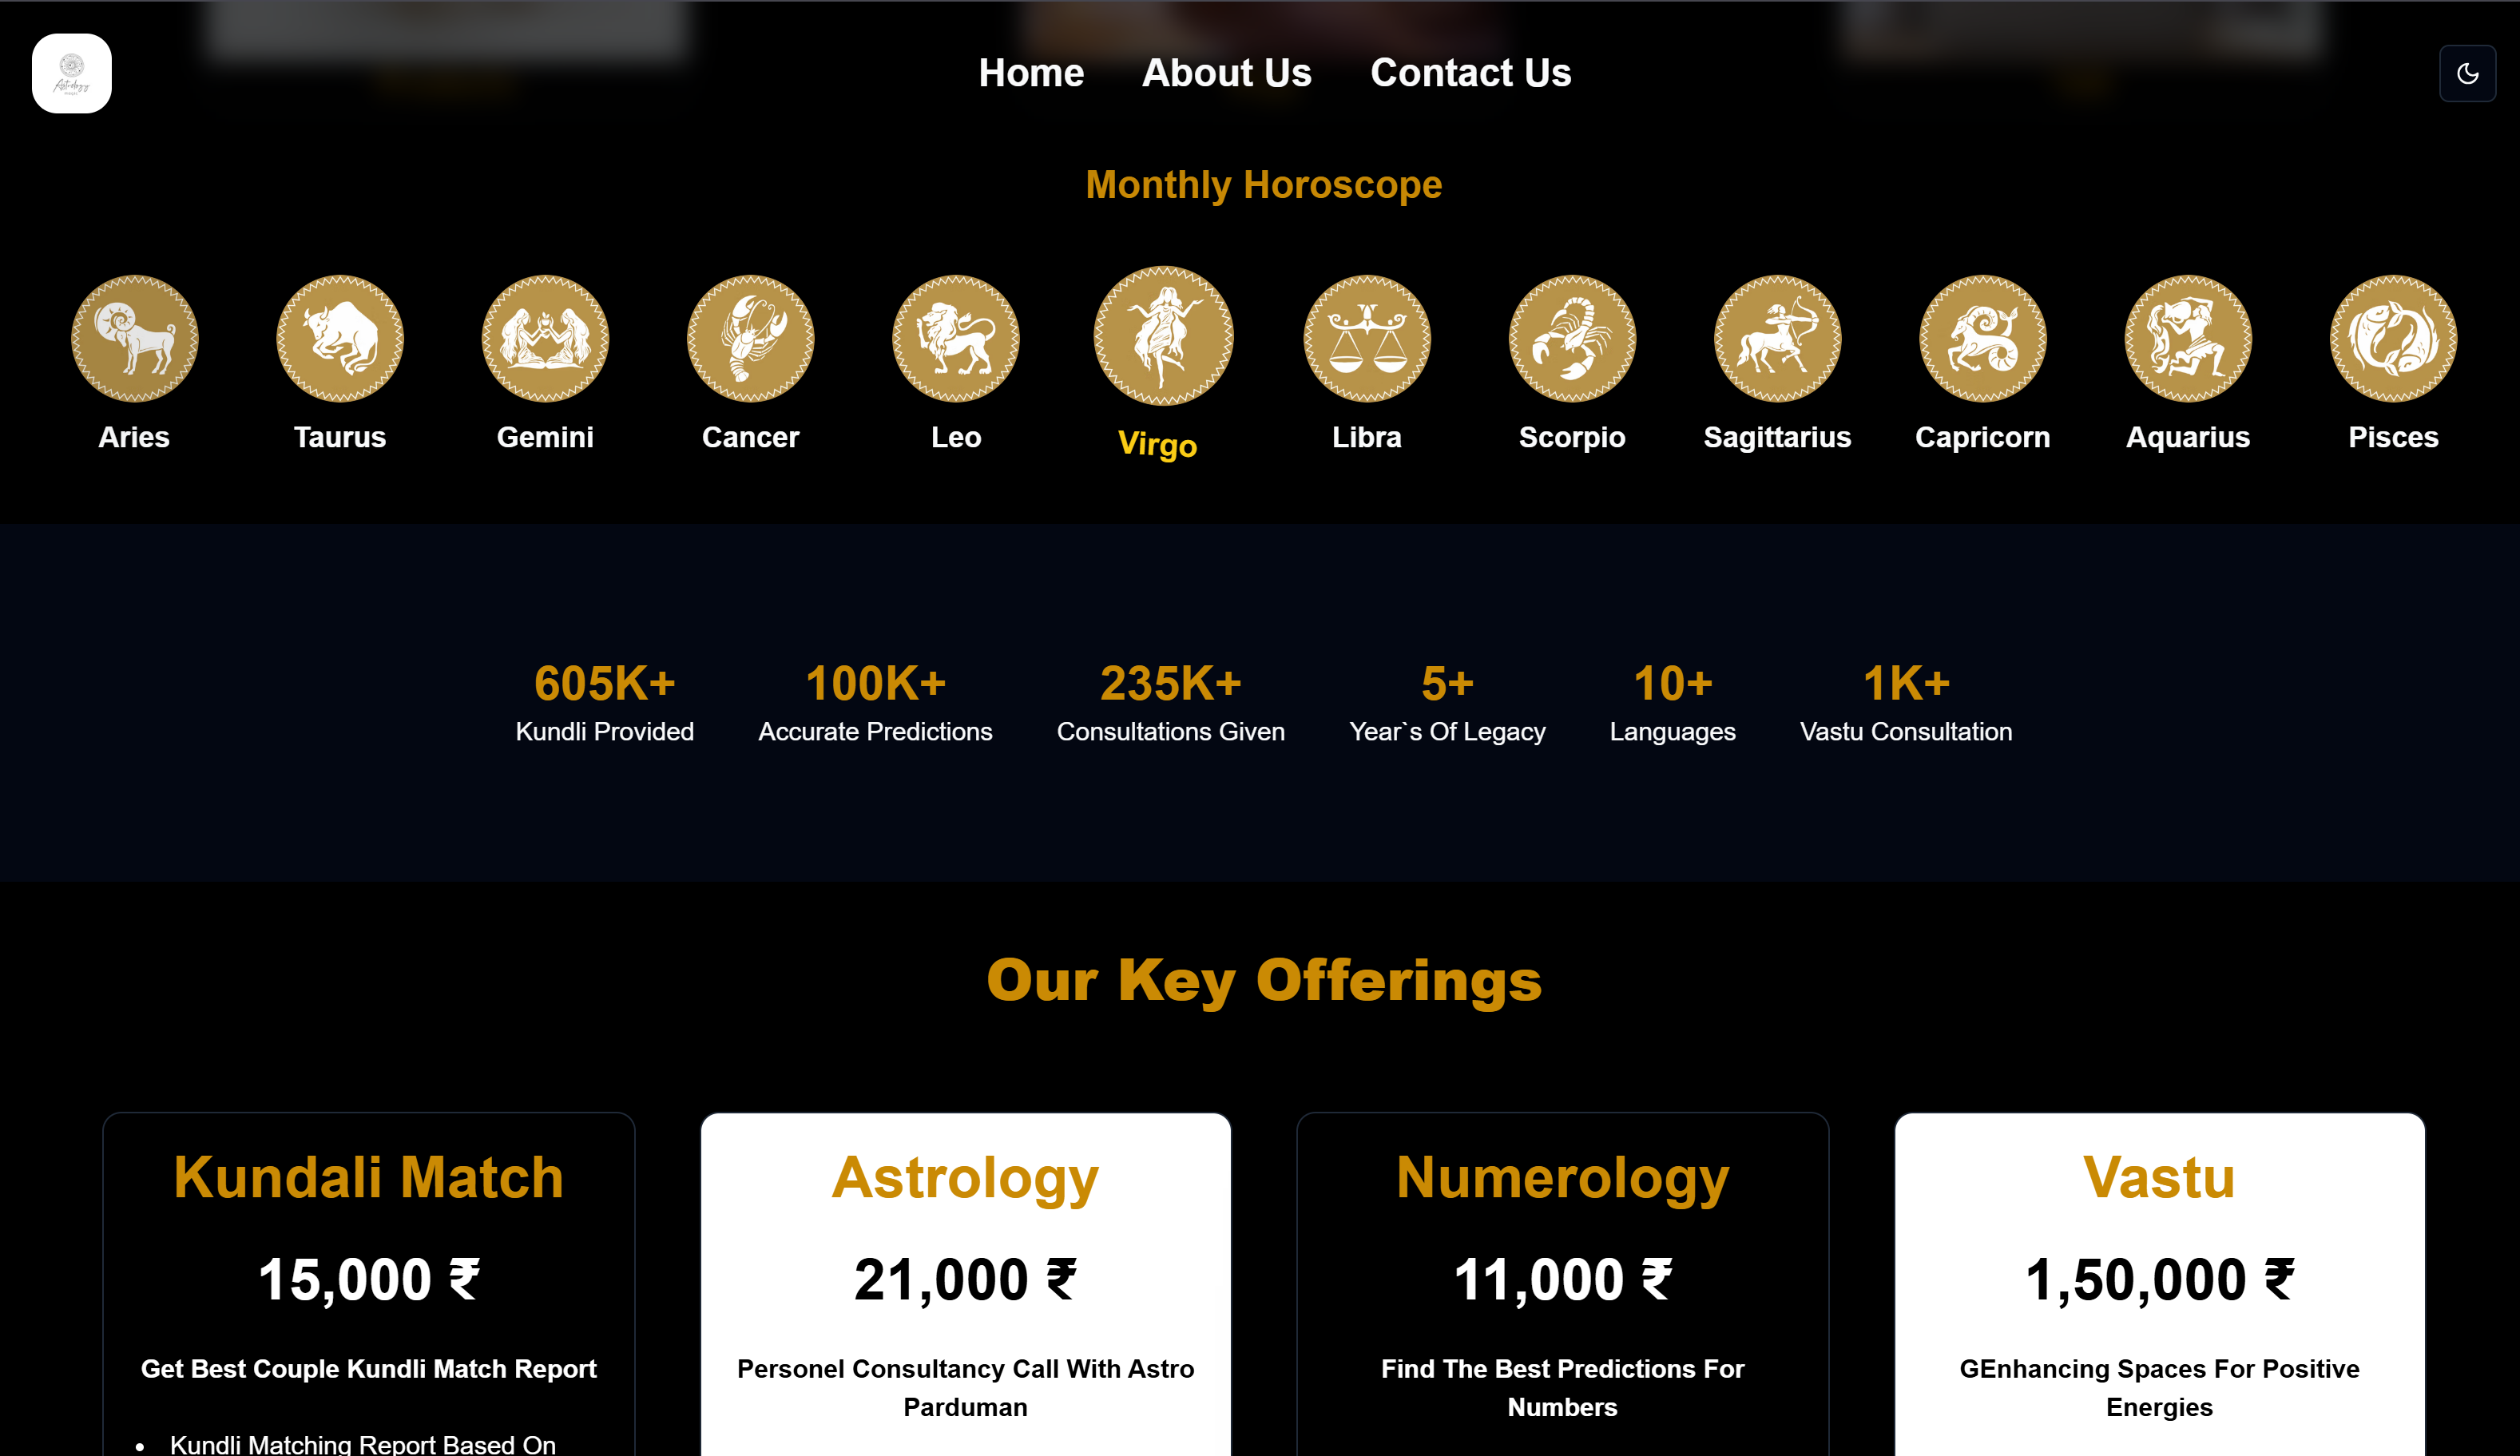 Astrology
Home
About Us
Contact Us
Monthly Horoscope
Aries
Taurus
Gemini
Cancer
Leo
Virgo
Libra
Scorpio
Sagittarius
Capricorn
Aquarius
Pisces
605K+
Kundli Provided
100K+
Accurate Predictions
235K+
Consultations Given
5+
Year`s Of Legacy
10+
Languages
1K+
Vastu Consultation
Our Key Offerings
Kundali Match
15,000 ₹
Get Best Couple Kundli Match Report
Kundli Matching Report Based On
Astrology
21,000 ₹
Personel Consultancy Call With Astro
Parduman
Numerology
11,000 ₹
Find The Best Predictions For
Numbers
Vastu
1,50,000 ₹
GEnhancing Spaces For Positive
Energies